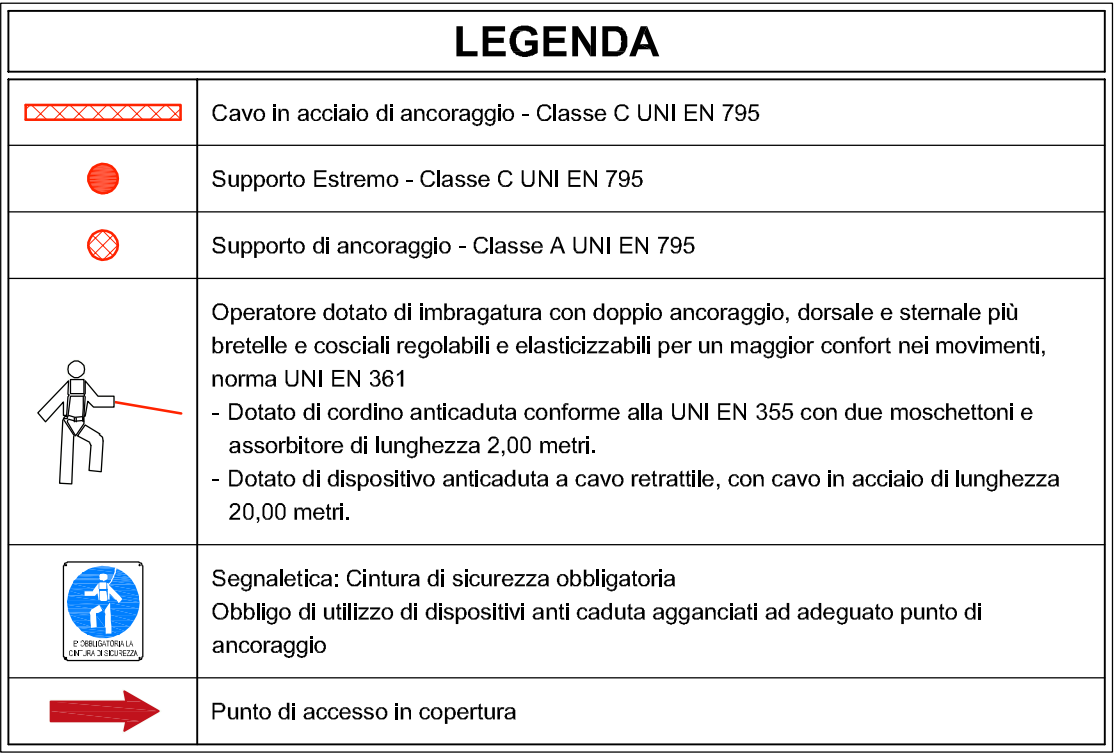 LEGENDA
Cavo in acciaio di ancoraggio - Classe C UNI EN 795
Supporto Estremo - Classe C UNI EN 795
Supporto di ancoraggio - Classe A UNI EN 795
Operatore dotato di imbragatura con doppio ancoraggio, dorsale e sternale più
bretelle e cosciali regolabili e elasticizzabili per un maggior confort nei movimenti,
norma UNI EN 361
- Dotato di cordino anticaduta conforme alla UNI EN 355 con due moschettoni e
assorbitore di lunghezza 2,00 metri.
- Dotato di dispositivo anticaduta a cavo retrattile, con cavo in acciaio di lunghezza
20,00 metri.
E' OBBLIGATORIA LA
CINTURA DI SICUREZZA
Segnaletica: Cintura di sicurezza obbligatoria
Obbligo di utilizzo di dispositivi anti caduta agganciati ad adeguato punto di
ancoraggio
Punto di accesso in copertura